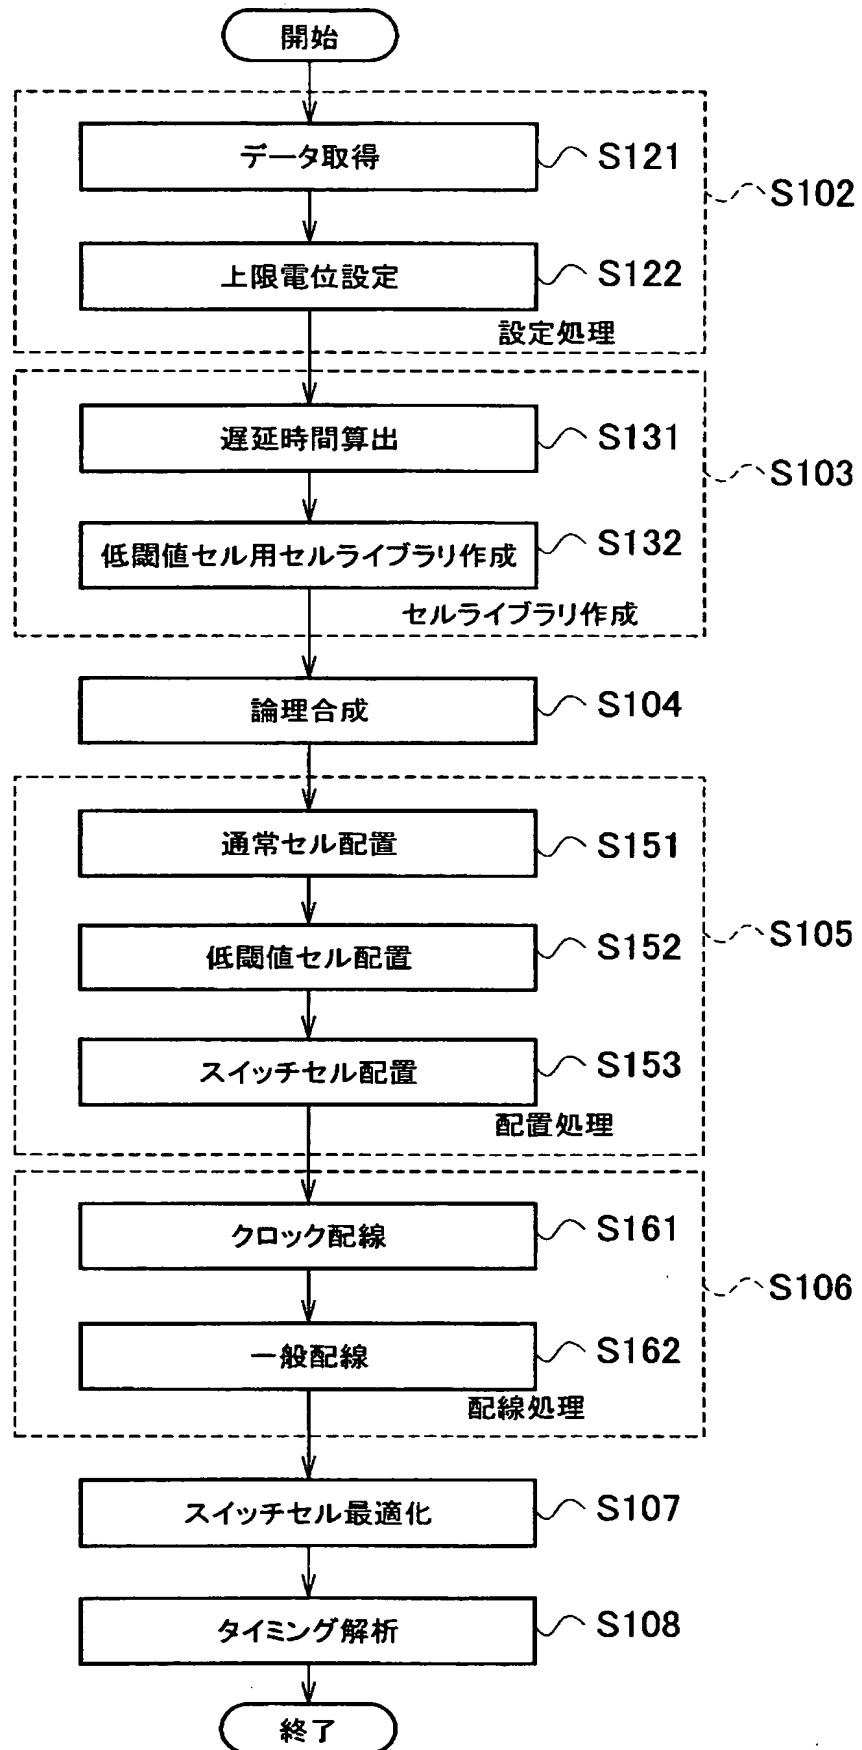 開始
データ取得
S121
S102
上限電位設定
S122
設定処理
遅延時間算出
S131
S103
低閾値セル用セルライブラリ作成
S132
セルライブラリ作成
論理合成
S104
通常セル配置
S151
低閾値セル配置
S152
S105
スイッチセル配置
S153
配置処理
クロック配線
S161
S106
一般配線
S162
配線処理
スイッチセル最適化
S107
タイミング解析
S108
終了